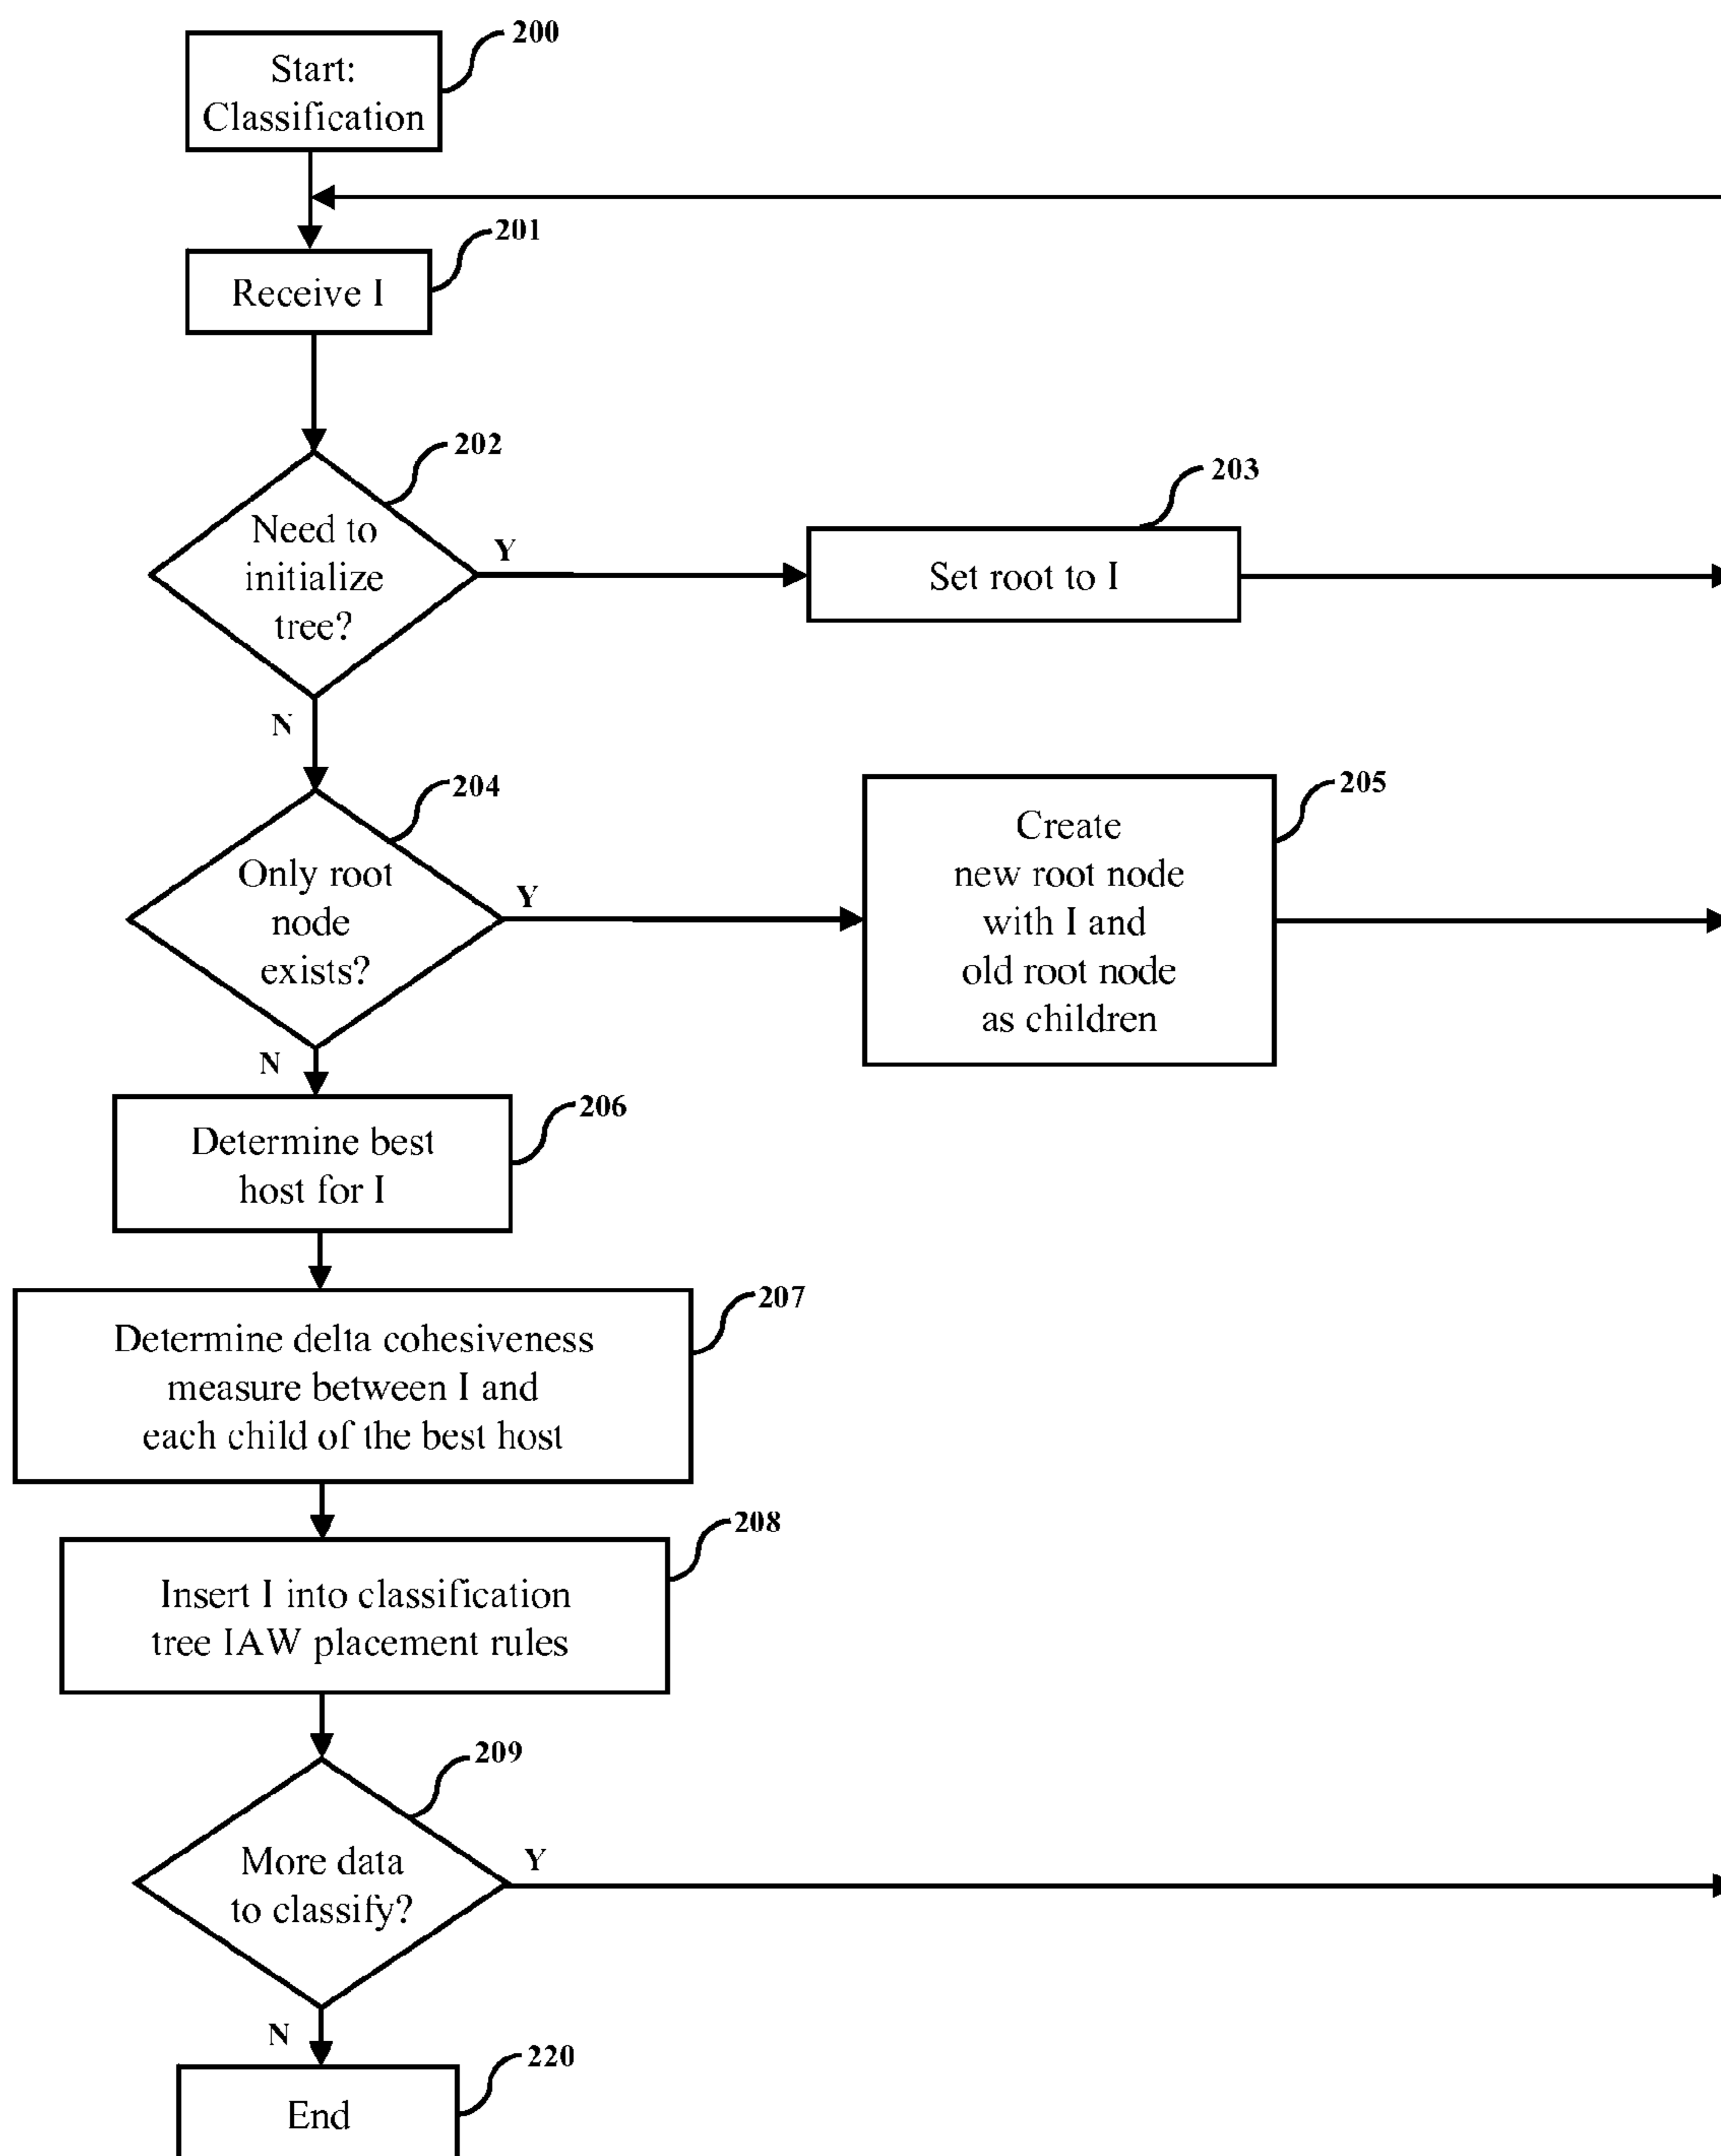 200
Start:
Classification
201
Receive I
202
Need to
initialize
tree?
Y
N
203
Set root to I
204
Only root
node
exists?
Y
N
205
Create
new root node
with I and
old root node
as children
206
Determine best
host for I
207
Determine delta cohesiveness
measure between I and
each child of the best host
208
Insert I into classification
tree IAW placement rules
209
More data
to classify?
Y
N
220
End